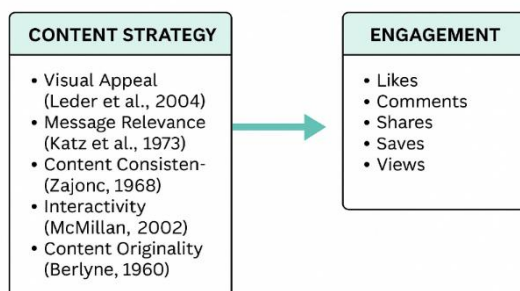 CONTENT STRATEGY
• Visual Appeal
(Leder et al., 2004)
• Message Relevance
(Katz et al., 1973)
• Content Consisten-
(Zajonc, 1968)
• Interactivity
(McMillan, 2002)
• Content Originality
(Berlyne, 1960)
ENGAGEMENT
• Likes
• Comments
• Shares
• Saves
• Views